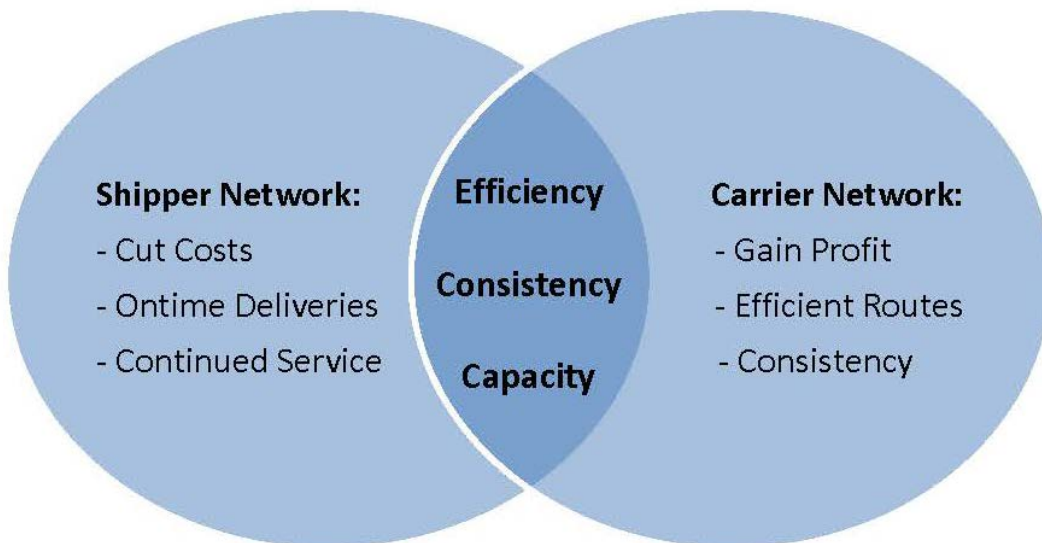 Shipper Network:
- Cut Costs
- Ontime Deliveries
- Continued Service
Efficiency
Consistency
Capacity
Carrier Network:
- Gain Profit
- Efficient Routes
- Consistency